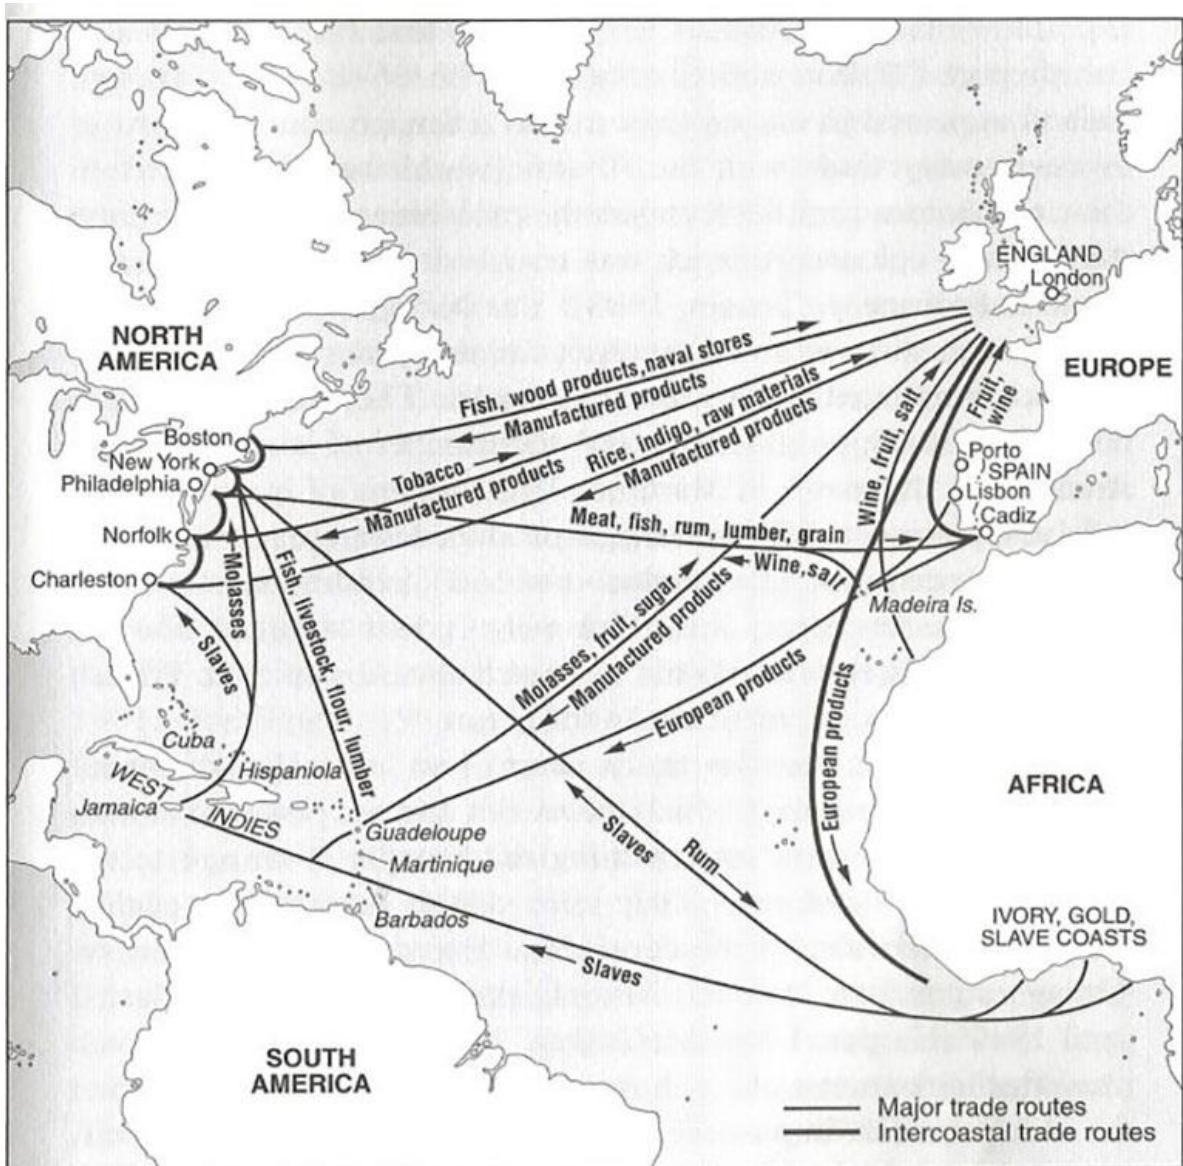 ENGLAND
London
NORTH
AMERICA
EUROPE
Fish, wood products, naval stores
Manufactured products
Fruit,
wine
Wine, fruit, salt
Rice, Indigo, raw materials
Manufactured products
Boston
New York
Philadelphia
Tobacco
Manufactured products
Porto
SPAIN
Lisbon
Cadiz
Norfolk
Meat, fish, rum, lumber, grain
Charleston
Molasses
Wine, salt
Madeira Is.
Fish, livestock, flour, lumber
Slaves
Molasses, fruit, sugar
Manufactured products
European products
European products
Cuba
WEST
INDIES
Hispaniola
Jamaica
AFRICA
Guadeloupe
Martinique
Barbados
Slaves
Rum
IVORY, GOLD,
SLAVE COASTS
Slaves
SOUTH
AMERICA
Major trade routes
Intercoastal trade routes